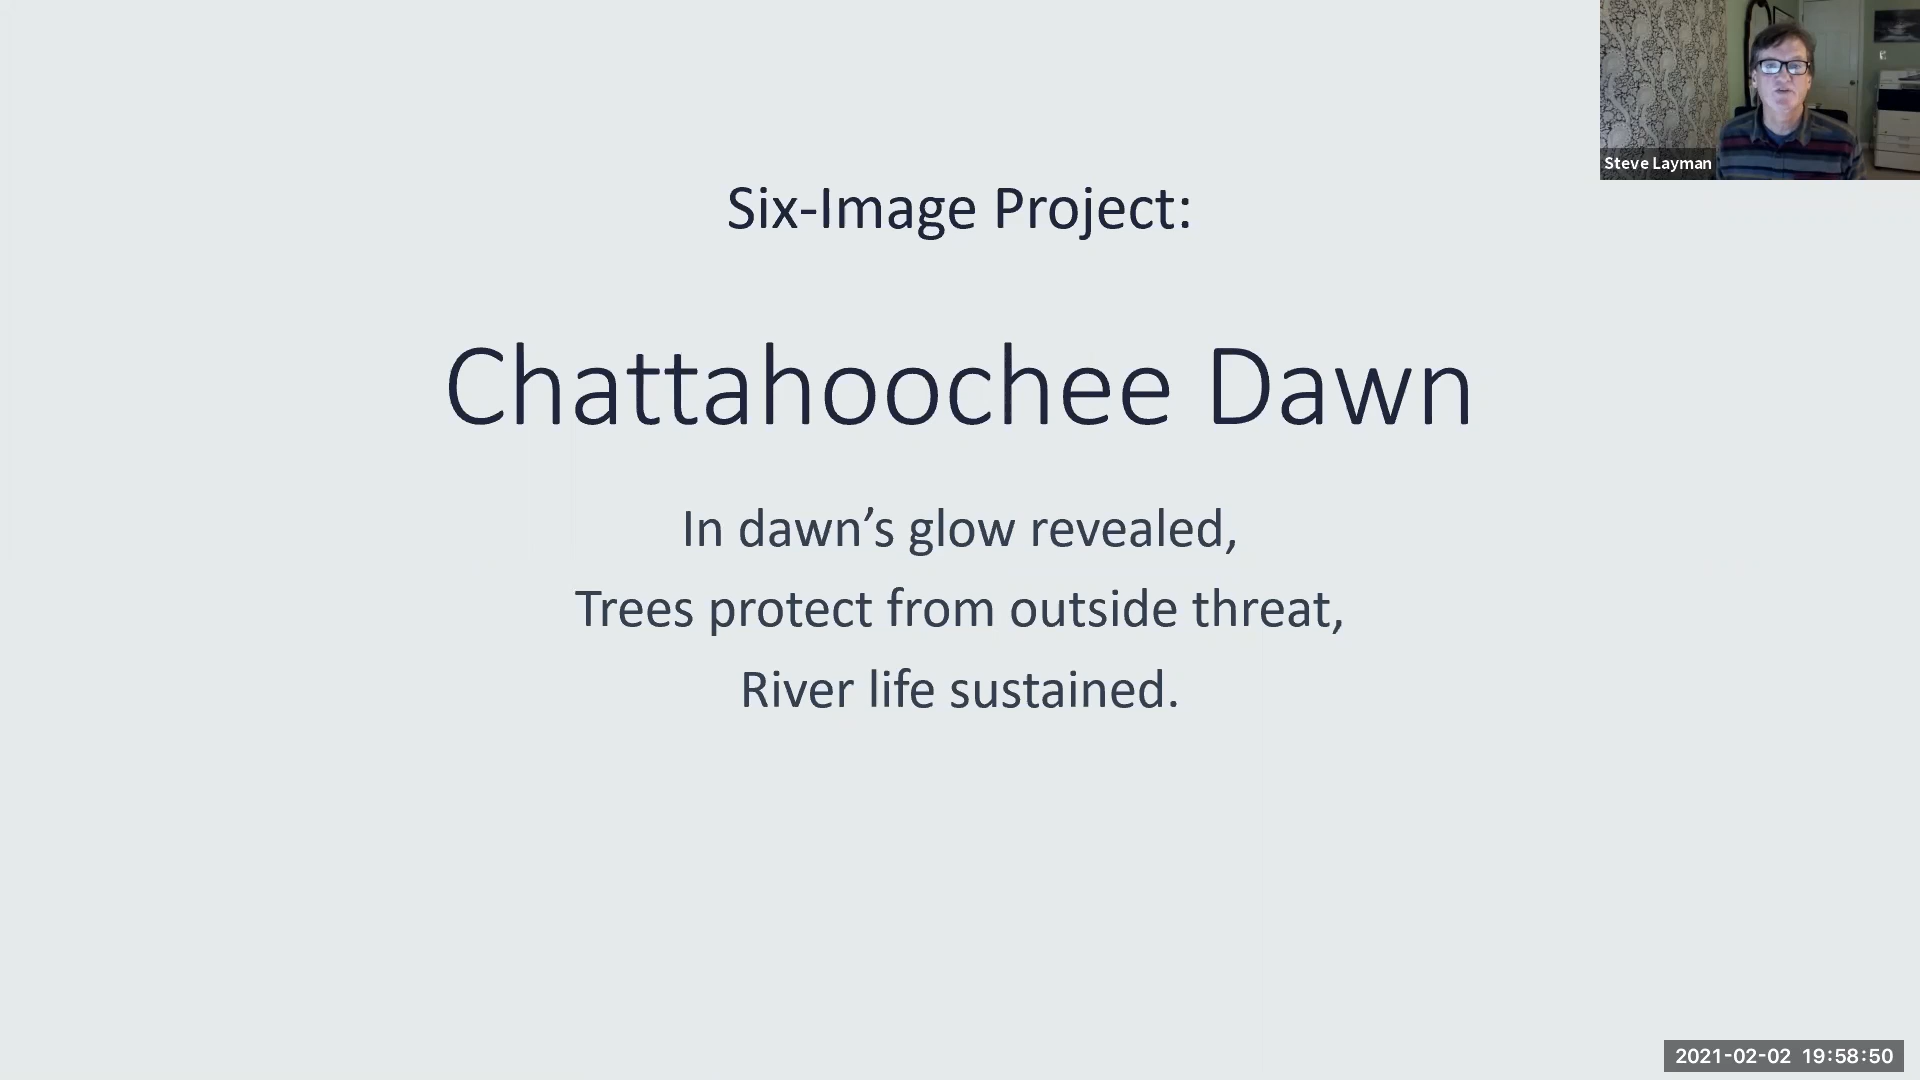 Steve Layman
Six-Image Project:
Chattahoochee Dawn
In dawn’s glow revealed,
Trees protect from outside threat,
River life sustained.
2021-02-02 19:58:50